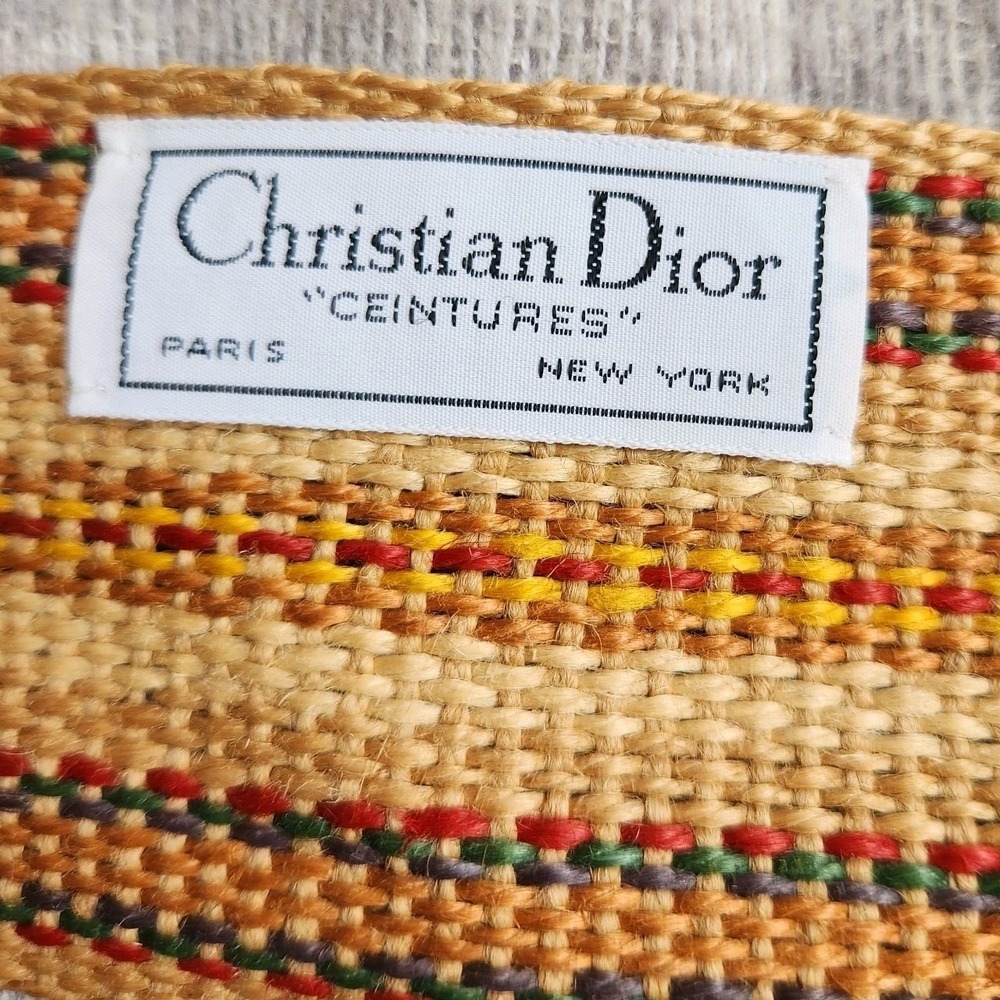 Christian Dior
"CEINTURES"
PARIS NEW YORK